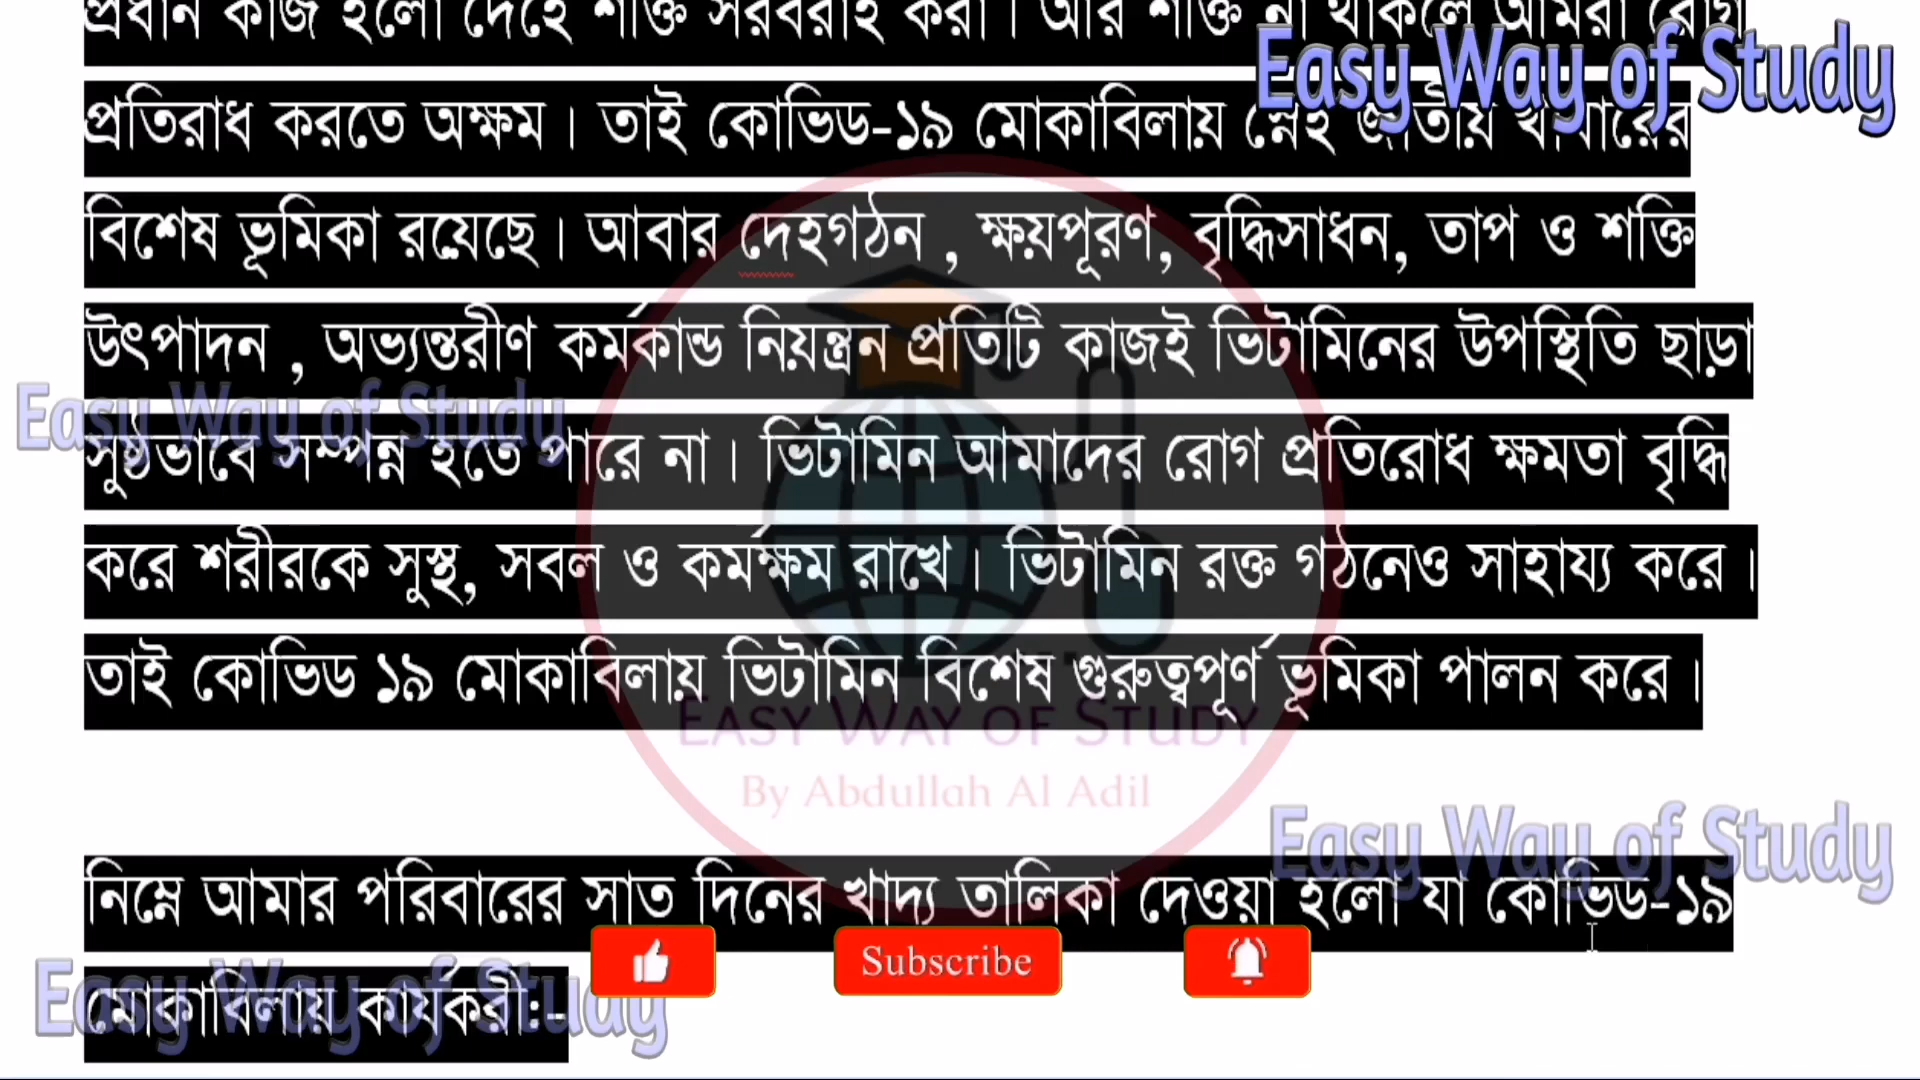 প্রধান কাজ হলো দেহে শক্তি সরবরাহ করা। আর শক্তি না থাকলে আমরা রোগ
Easy Way of Study
প্রতিরাধ করতে অক্ষম। তাই কোভিড-১৯ মোকাবিলায় স্নেহ জাতীয় খাবারের
বিশেষ ভূমিকা রয়েছে। আবার দেহগঠন , ক্ষয়পূরণ, বৃদ্ধিসাধন, তাপ ও শক্তি
উৎপাদন , অভ্যন্তরীণ কর্মকান্ড নিয়ন্ত্রন প্রতিটি কাজই ভিটামিনের উপস্থিতি ছাড়া
Easy Way of Study
সুষ্ঠভাবে সম্পন্ন হতে পারে না। ভিটামিন আমাদের রোগ প্রতিরোধ ক্ষমতা বৃদ্ধি
করে শরীরকে সুস্থ, সবল ও কর্মক্ষম রাখে। ভিটামিন রক্ত গঠনেও সাহায্য করে।
তাই কোভিড ১৯ মোকাবিলায় ভিটামিন বিশেষ গুরুত্বপূর্ণ ভূমিকা পালন করে।
EASY WAY OF STUDY
By Abdullah Al Adil
Easy Way of Study
নিম্নে আমার পরিবারের সাত দিনের খাদ্য তালিকা দেওয়া হলো যা কোভিড-১৯
Subscribe
Easy Way of Study
মোকাবিলায় কার্যকরীঃ-